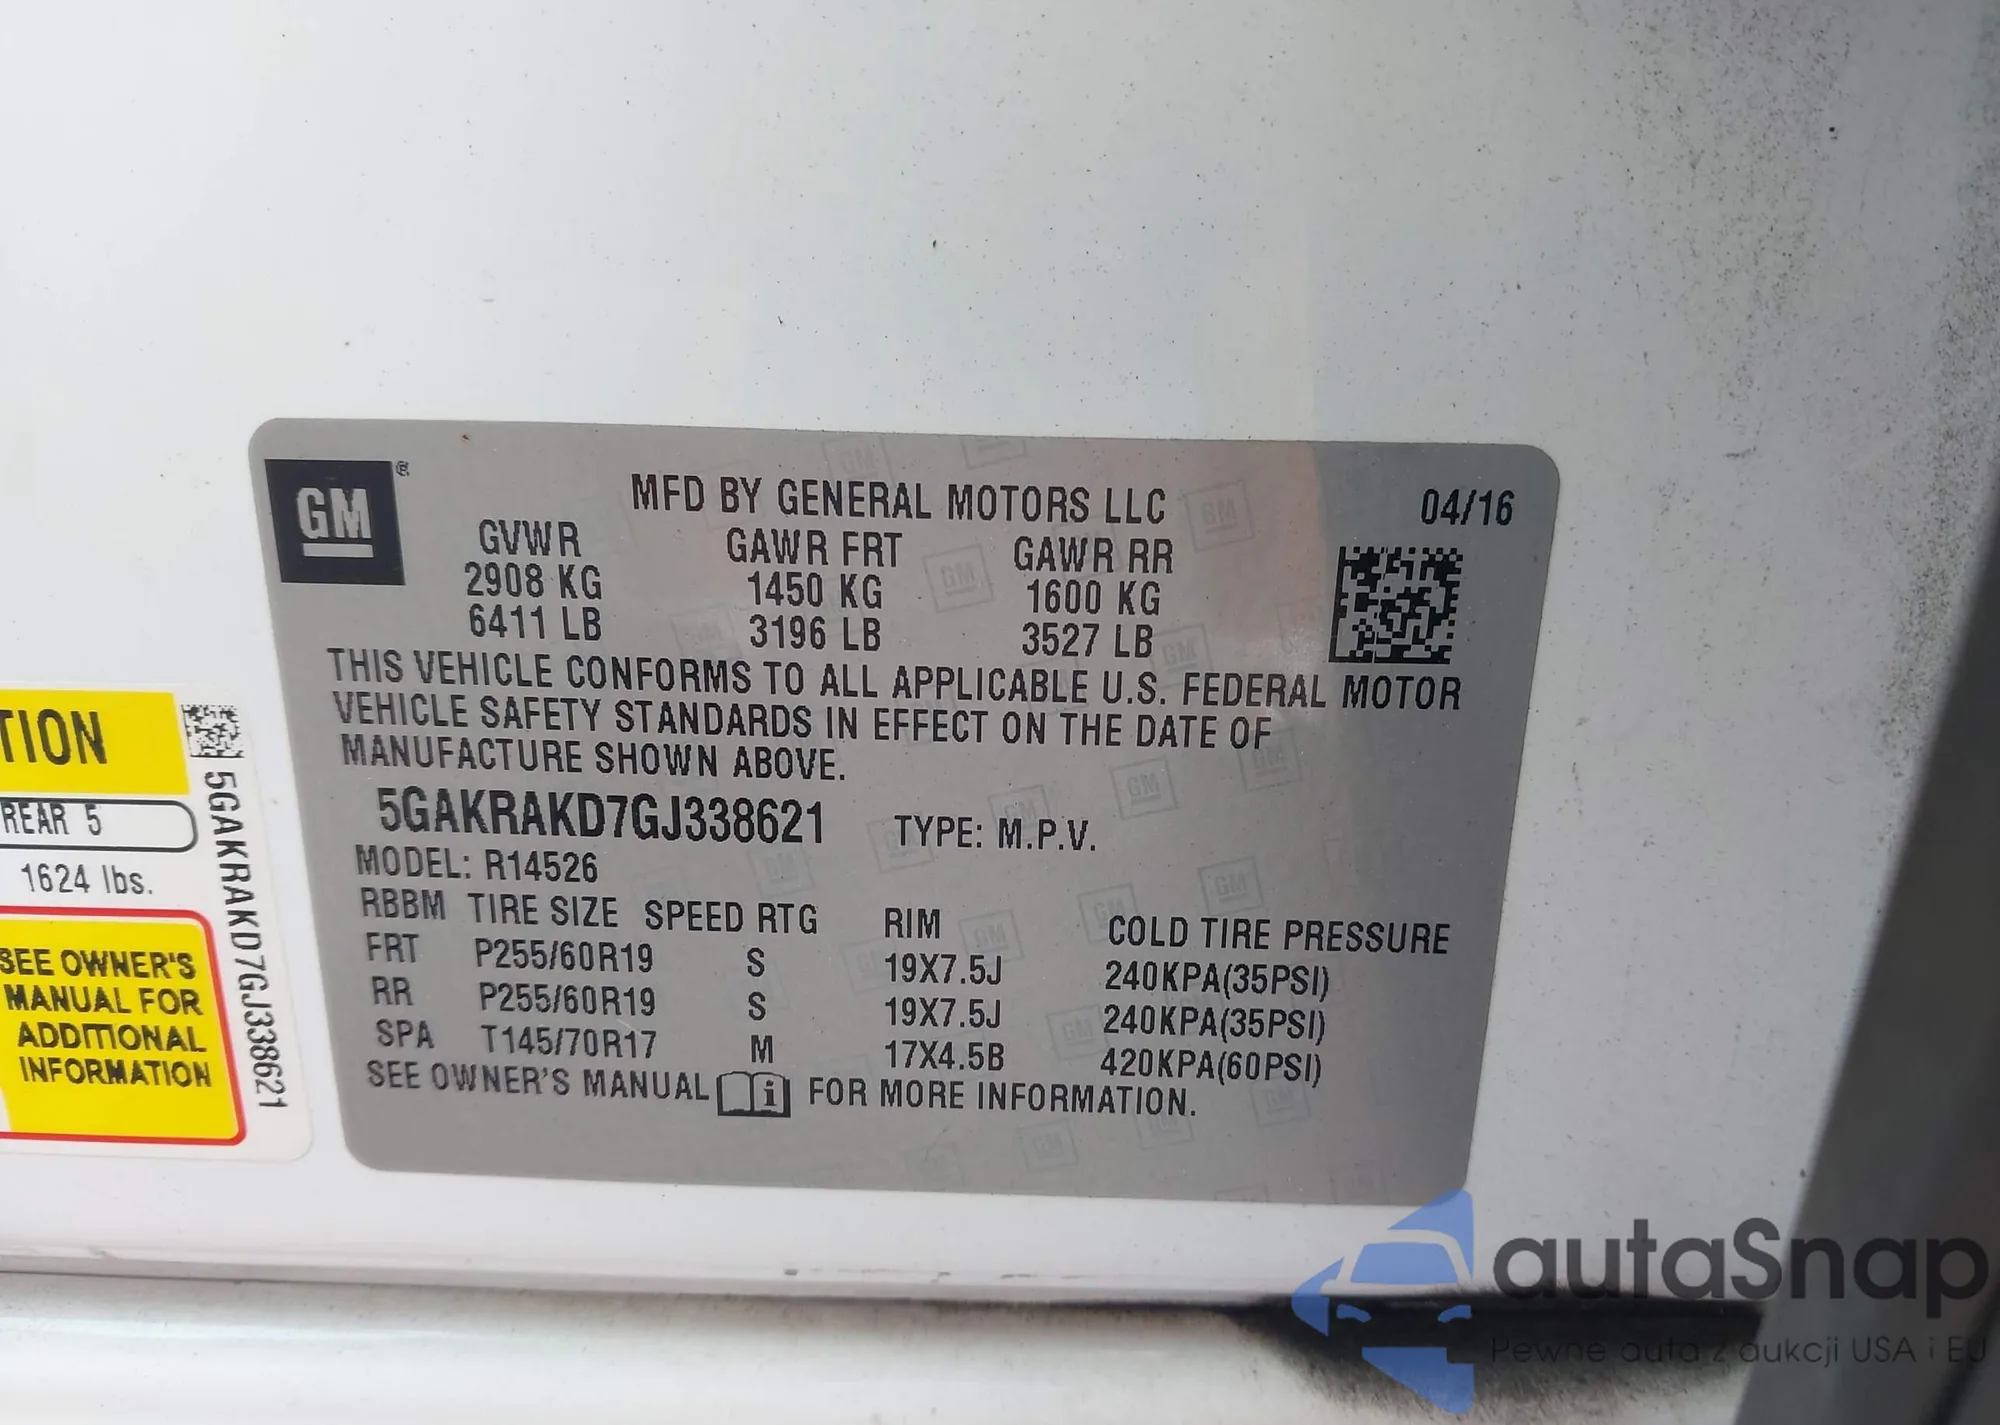 GM ®
MFD BY GENERAL MOTORS LLC 04/16
GVWR GAWR FRT GAWR RR
2908 KG 1450 KG 1600 KG
6411 LB 3196 LB 3527 LB
THIS VEHICLE CONFORMS TO ALL APPLICABLE U.S. FEDERAL MOTOR
VEHICLE SAFETY STANDARDS IN EFFECT ON THE DATE OF
MANUFACTURE SHOWN ABOVE.
5GAKRAKD7GJ338621 TYPE: M.P.V.
MODEL: R14526
RBBM TIRE SIZE SPEED RTG RIM COLD TIRE PRESSURE
FRT P255/60R19 S 19X7.5J 240KPA(35PSI)
RR P255/60R19 S 19X7.5J 240KPA(35PSI)
SPA T145/70R17 M 17X4.5B 420KPA(60PSI)
SEE OWNER'S MANUAL i FOR MORE INFORMATION.
TION
REAR 5
1624 lbs.
SEE OWNER'S
MANUAL FOR
ADDITIONAL
INFORMATION
5GAKRAKD7GJ338621
autaSnap
Pewne auta z aukcji USA i EU